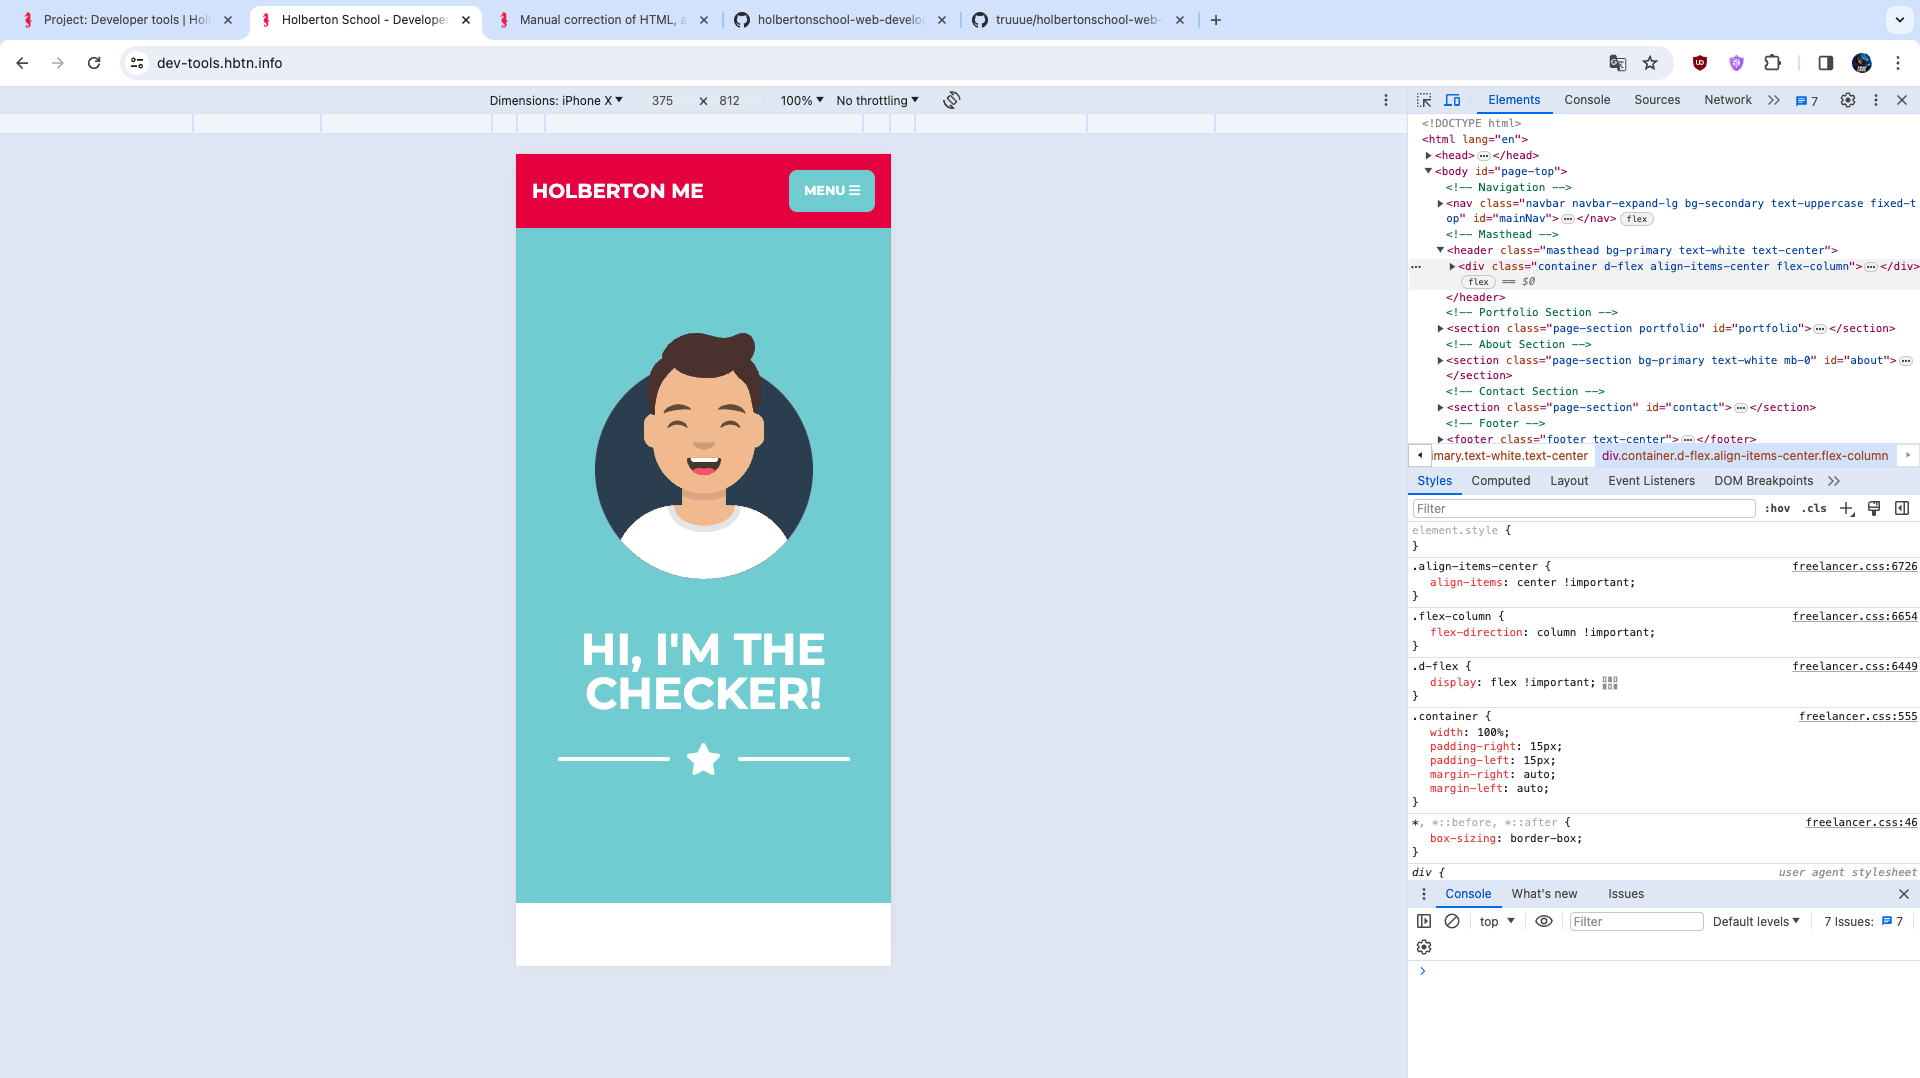 Project: Developer tools | Hol
Holberton School - Developer
Manual correction of HTML, a
holbertonschool-web-develo
truuue/holbertonschool-web-
dev-tools.hbtn.info
Dimensions: iPhone X 375 × 812 100% No throttling
HOLBERTON ME
MENU
HI, I'M THE
CHECKER!
Elements Console Sources Network 7
<!DOCTYPE html>
<html lang="en">
<head>…</head>
<body id="page-top">
<!-- Navigation -->
<nav class="navbar navbar-expand-lg bg-secondary text-uppercase fixed-t
op" id="mainNav">…</nav> flex
<!-- Masthead -->
<header class="masthead bg-primary text-white text-center">
… <div class="container d-flex align-items-center flex-column">…</div>
flex == $0
</header>
<!-- Portfolio Section -->
<section class="page-section portfolio" id="portfolio">…</section>
<!-- About Section -->
<section class="page-section bg-primary text-white mb-0" id="about">…
</section>
<!-- Contact Section -->
<section class="page-section" id="contact">…</section>
<!-- Footer -->
<footer class="footer text-center">…</footer>
imary.text-white.text-center div.container.d-flex.align-items-center.flex-column
Styles Computed Layout Event Listeners DOM Breakpoints
Filter :hov .cls
element.style {
}
.align-items-center { freelancer.css:6726
align-items: center !important;
}
.flex-column { freelancer.css:6654
flex-direction: column !important;
}
.d-flex { freelancer.css:6449
display: flex !important;
}
.container { freelancer.css:555
width: 100%;
padding-right: 15px;
padding-left: 15px;
margin-right: auto;
margin-left: auto;
}
*, *::before, *::after { freelancer.css:46
box-sizing: border-box;
}
div { user agent stylesheet
Console What's new Issues
top Filter Default levels 7 Issues: 7